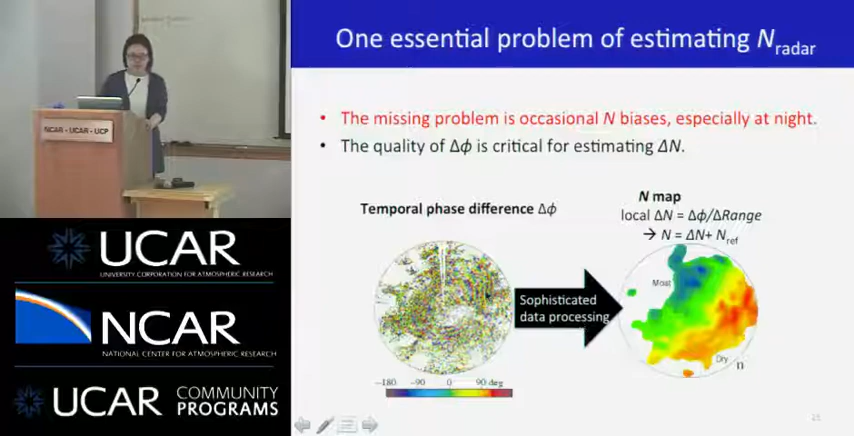 One essential problem of estimating N radar
• The missing problem is occasional N biases, especially at night.
• The quality of Δϕ is critical for estimating ΔN.
Temporal phase difference Δϕ
N map
local ΔN = Δϕ/ΔRange
→ N = ΔN+ Nref
Sophisticated
data processing
Moist
Dry
n
-180 -90 0 90 deg
25
NCAR - UCAR - UCP
UCAR
UNIVERSITY CORPORATION FOR ATMOSPHERIC RESEARCH
NCAR
NATIONAL CENTER FOR ATMOSPHERIC RESEARCH
UCAR COMMUNITY
PROGRAMS